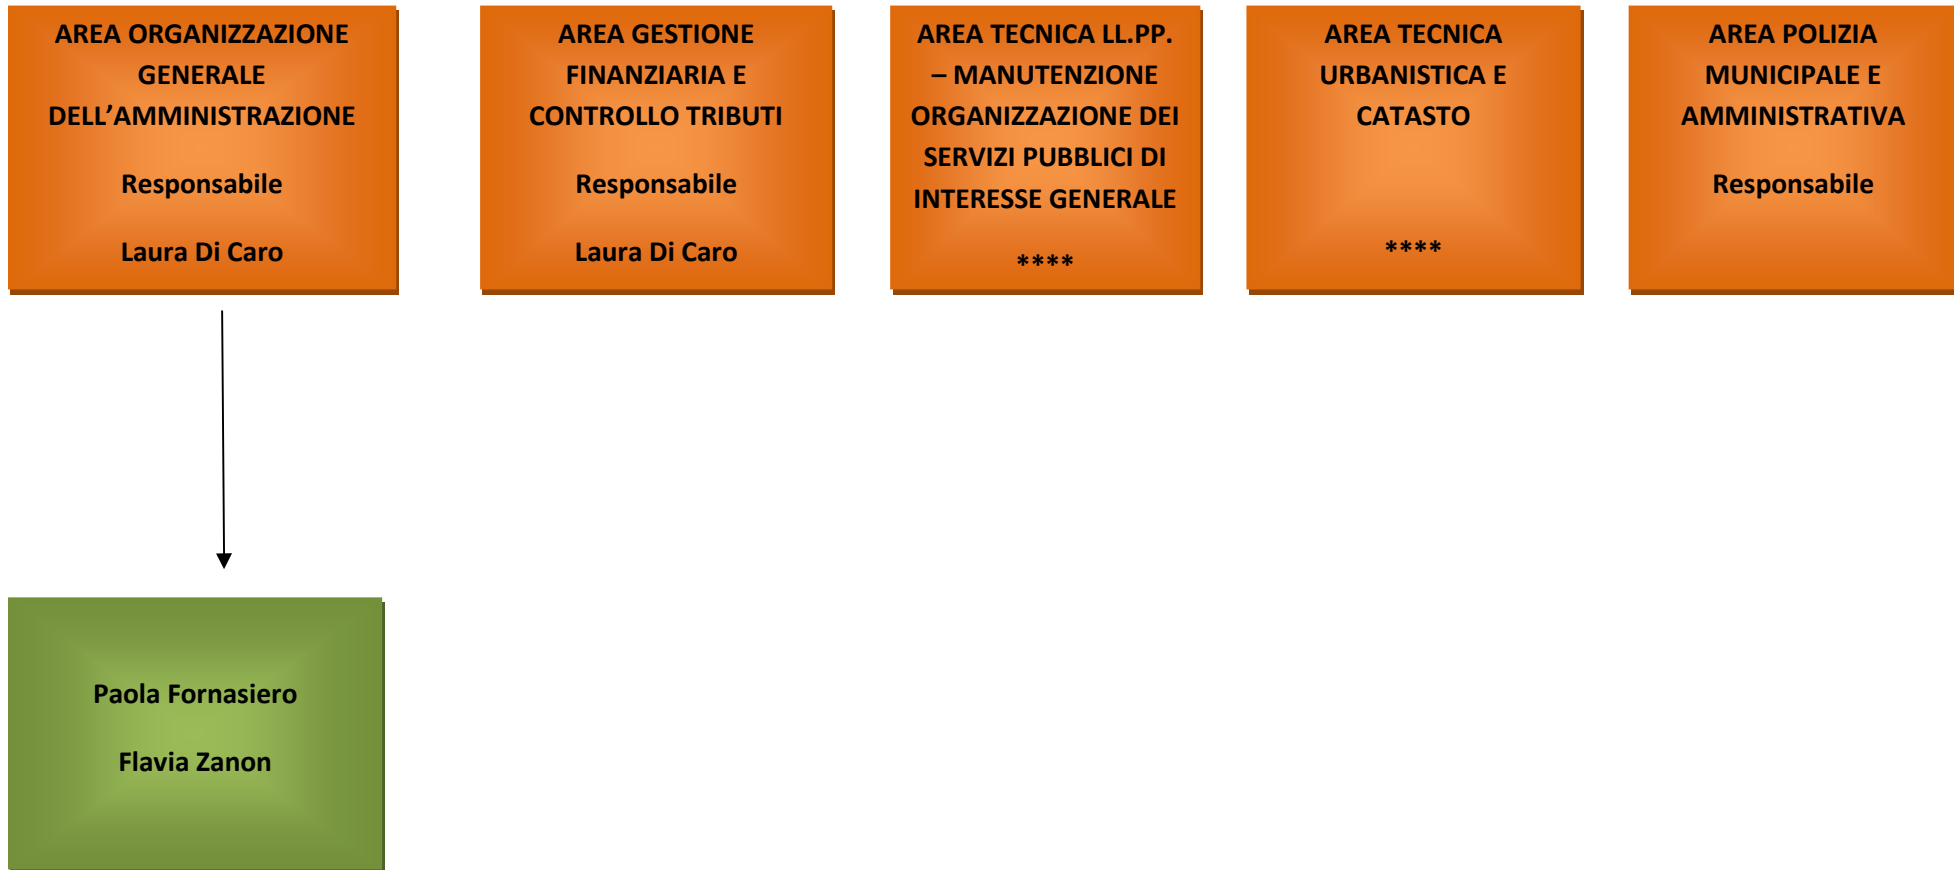 AREA ORGANIZZAZIONE
GENERALE
DELL’AMMINISTRAZIONE
Responsabile
Laura Di Caro
AREA GESTIONE
FINANZIARIA E
CONTROLLO TRIBUTI
Responsabile
Laura Di Caro
AREA TECNICA LL.PP.
– MANUTENZIONE
ORGANIZZAZIONE DEI
SERVIZI PUBBLICI DI
INTERESSE GENERALE
****
AREA TECNICA
URBANISTICA E
CATASTO
****
AREA POLIZIA
MUNICIPALE E
AMMINISTRATIVA
Responsabile
Paola Fornasiero
Flavia Zanon